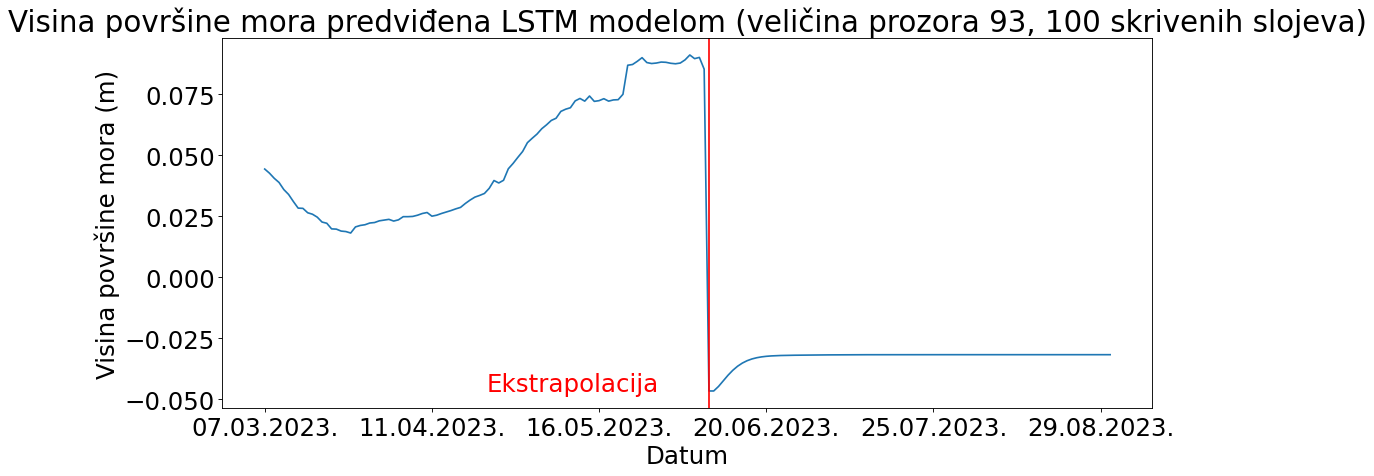 Visina površine mora predviđena LSTM modelom (veličina prozora 93, 100 skrivenih slojeva)
Visina površine mora (m)
0.075
0.050
0.025
0.000
−0.025
−0.050
Ekstrapolacija
07.03.2023. 11.04.2023. 16.05.2023. 20.06.2023. 25.07.2023. 29.08.2023.
Datum